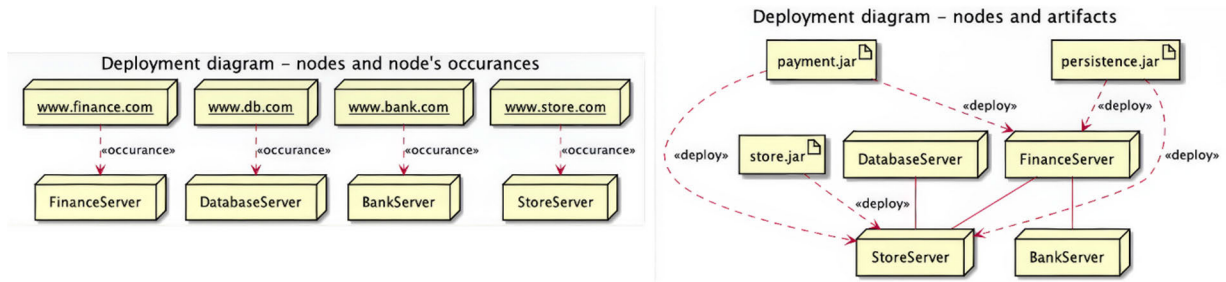 Deployment diagram - nodes and node's occurances
www.finance.com
www.db.com
www.bank.com
www.store.com
«occurance»
«occurance»
«occurance»
«occurance»
FinanceServer
DatabaseServer
BankServer
StoreServer
Deployment diagram - nodes and artifacts
payment.jar
persistence.jar
«deploy»
«deploy»
«deploy»
store.jar
DatabaseServer
FinanceServer
«deploy»
«deploy»
StoreServer
BankServer